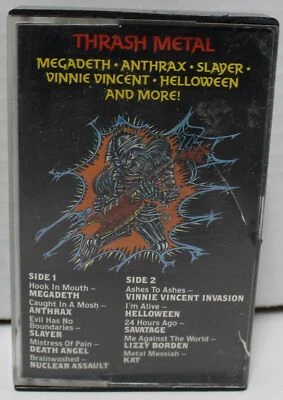 THRASH METAL
MEGADETH • ANTHRAX • SLAYER •
VINNIE VINCENT • HELLOWEEN
AND MORE!
SIDE 1
Hook In Mouth –
MEGADETH
Caught In A Mosh –
ANTHRAX
Evil Has No
Boundaries –
SLAYER
Mistress Of Pain –
DEATH ANGEL
Brainwashed –
NUCLEAR ASSAULT
SIDE 2
Ashes To Ashes –
VINNIE VINCENT INVASION
I'm Alive –
HELLOWEEN
24 Hours Ago –
SAVATAGE
Me Against The World –
LIZZY BORDEN
Metal Messiah –
KAT